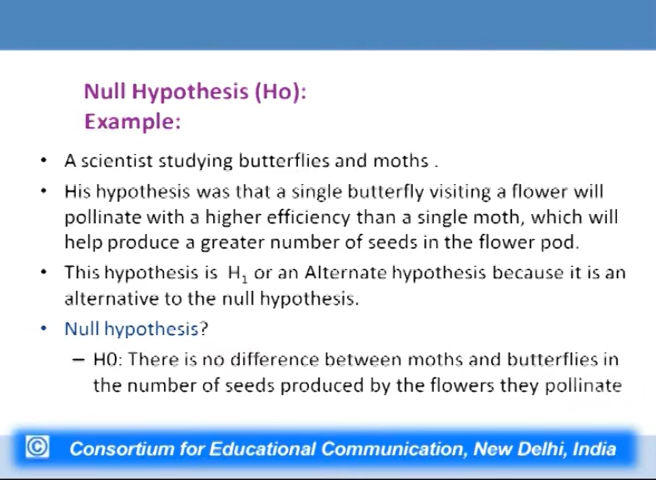 Null Hypothesis (Ho):
Example:
• A scientist studying butterflies and moths .
• His hypothesis was that a single butterfly visiting a flower will
pollinate with a higher efficiency than a single moth, which will
help produce a greater number of seeds in the flower pod.
• This hypothesis is H₁ or an Alternate hypothesis because it is an
alternative to the null hypothesis.
• Null hypothesis?
– H0: There is no difference between moths and butterflies in
the number of seeds produced by the flowers they pollinate
© Consortium for Educational Communication, New Delhi, India